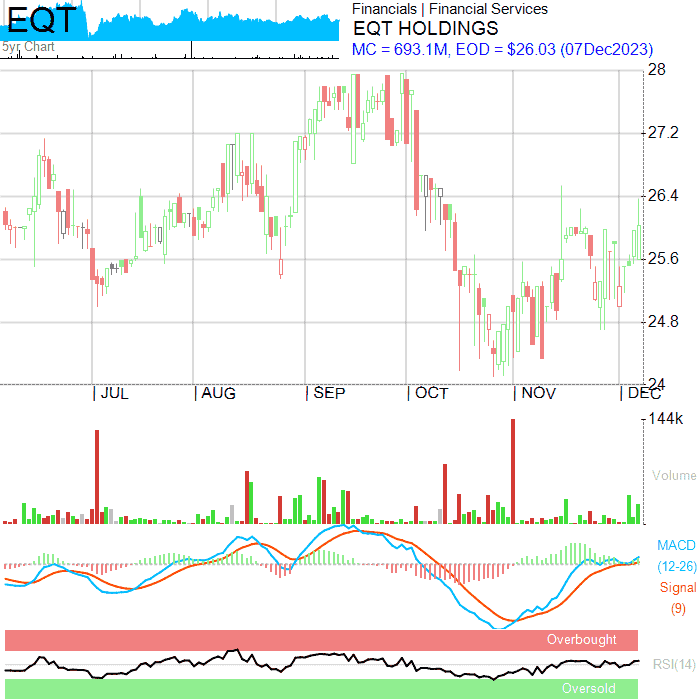 EQT
5yr Chart
Financials | Financial Services
EQT HOLDINGS
MC = 693.1M, EOD = $26.03 (07Dec2023)
28
27.2
26.4
25.6
24.8
24
JUL AUG SEP OCT NOV DEC
144k
Volume
MACD
(12-26)
Signal
(9)
Overbought
RSI(14)
Oversold